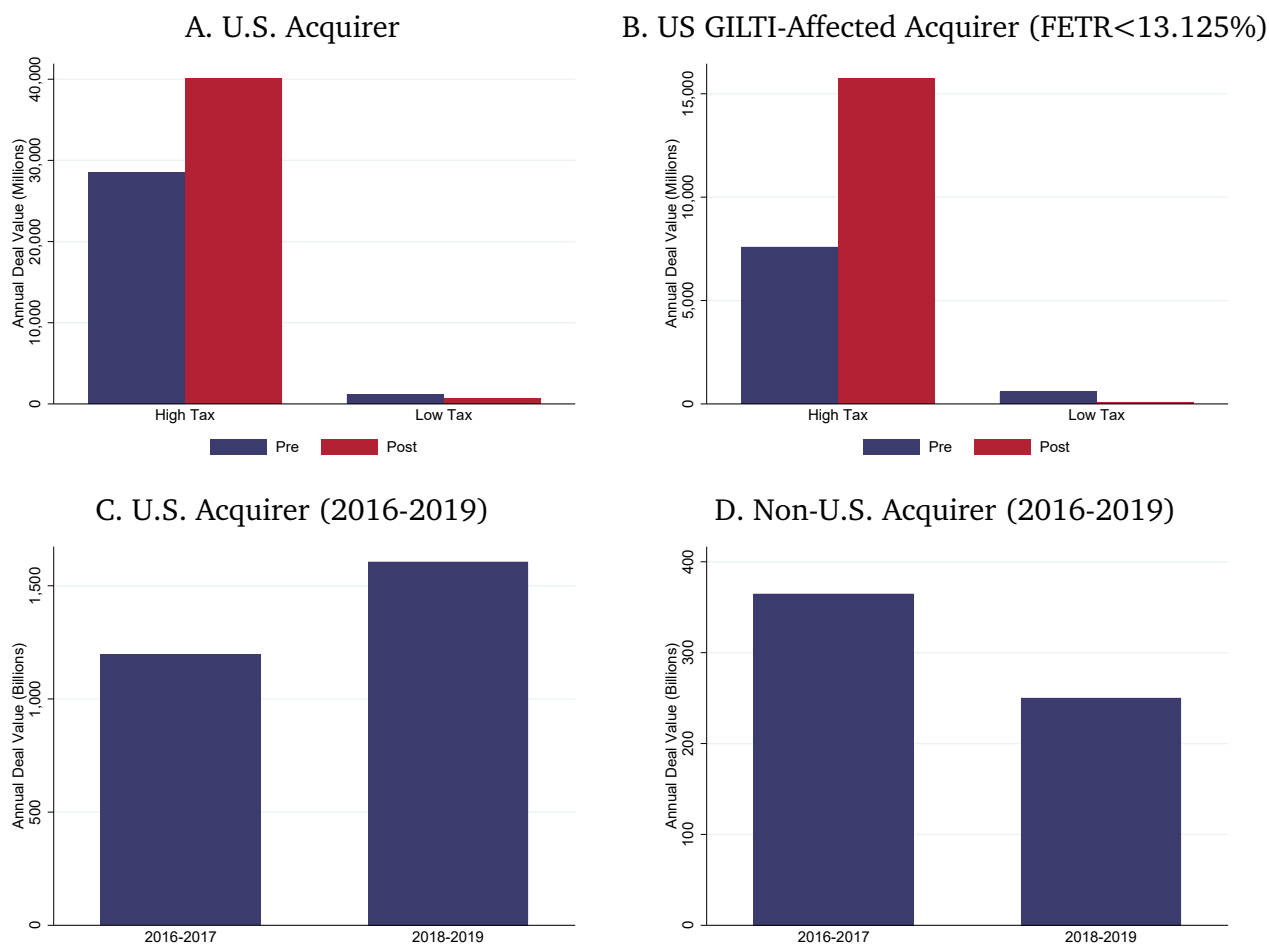 A. U.S. Acquirer
Annual Deal Value (Millions)
40,000
30,000
20,000
10,000
0
High Tax
Low Tax
Pre
Post
B. US GILTI-Affected Acquirer (FETR<13.125%)
Annual Deal Value (Millions)
15,000
10,000
5,000
0
High Tax
Low Tax
Pre
Post
C. U.S. Acquirer (2016-2019)
Annual Deal Value (Billions)
1,500
1,000
500
0
2016-2017
2018-2019
D. Non-U.S. Acquirer (2016-2019)
Annual Deal Value (Billions)
400
300
200
100
0
2016-2017
2018-2019